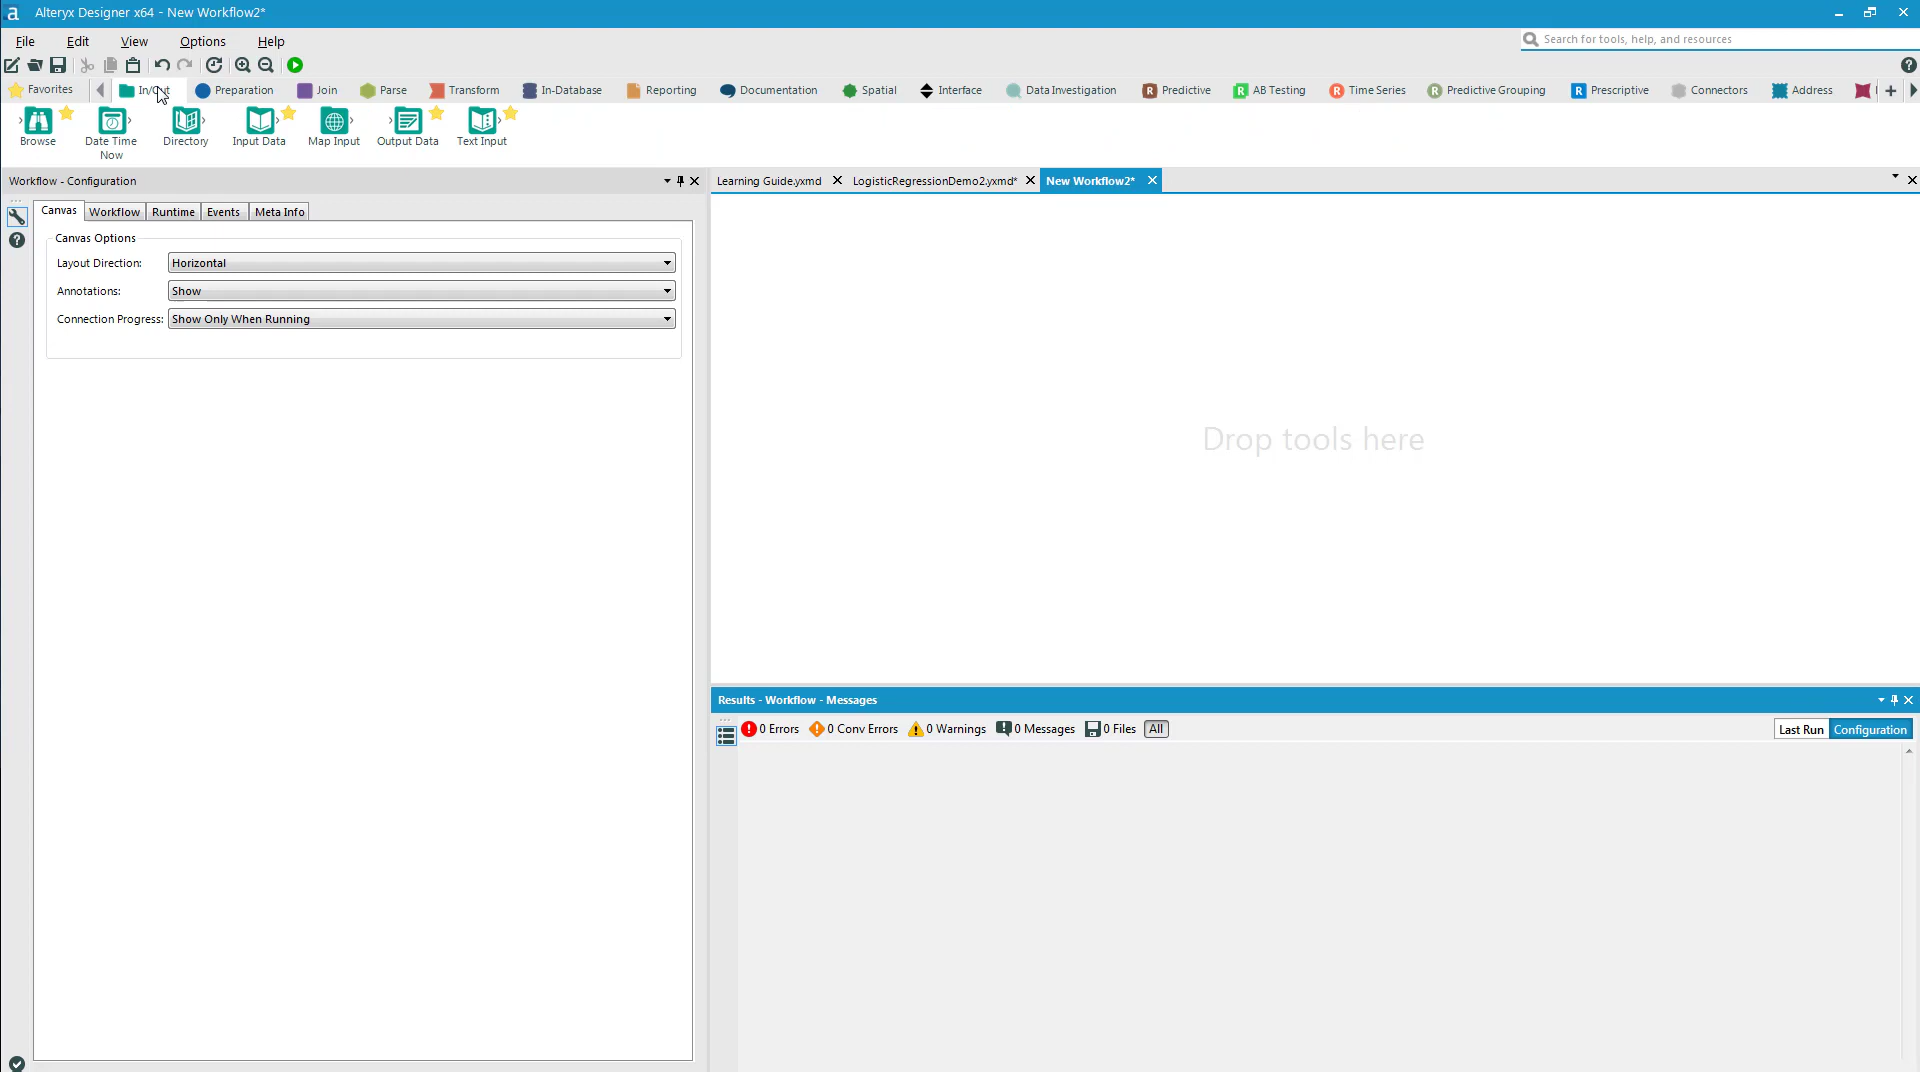 a Alteryx Designer x64 - New Workflow2*
File Edit View Options Help
Search for tools, help, and resources
Favorites In/Out Preparation Join Parse Transform In-Database Reporting Documentation Spatial Interface Data Investigation Predictive AB Testing Time Series Predictive Grouping Prescriptive Connectors Address
Browse Date Time Now Directory Input Data Map Input Output Data Text Input
Workflow - Configuration
Learning Guide.yxmd LogisticRegressionDemo2.yxmd* New Workflow2*
Canvas Workflow Runtime Events Meta Info
Canvas Options
Layout Direction: Horizontal
Annotations: Show
Connection Progress: Show Only When Running
Drop tools here
Results - Workflow - Messages
0 Errors 0 Conv Errors 0 Warnings 0 Messages 0 Files All Last Run Configuration